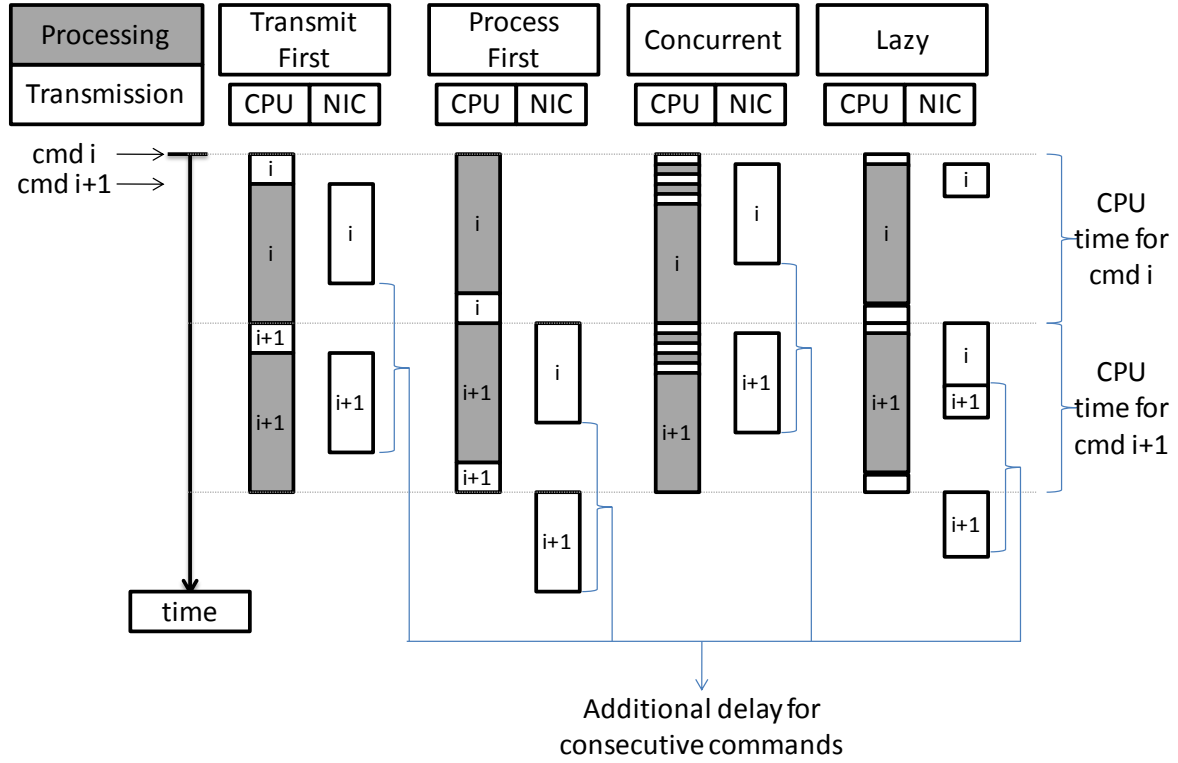 Processing
Transmission
Transmit
First
Process
First
Concurrent
Lazy
CPU
NIC
CPU
NIC
CPU
NIC
CPU
NIC
cmd i
cmd i+1
i
i
i
i+1
i+1
i+1
i
i
i
i+1
i+1
i+1
i
i
i+1
i+1
i
i
i
i+1
i+1
i+1
CPU
time for
cmd i
CPU
time for
cmd i+1
time
Additional delay for
consecutive commands